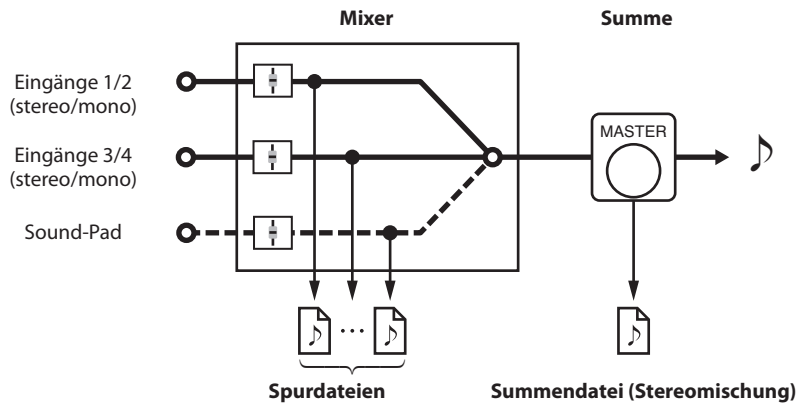 Mixer
Summe
Eingänge 1/2
(stereo/mono)
MASTER
Eingänge 3/4
(stereo/mono)
Sound-Pad
Spurdateien
Summendatei (Stereomischung)